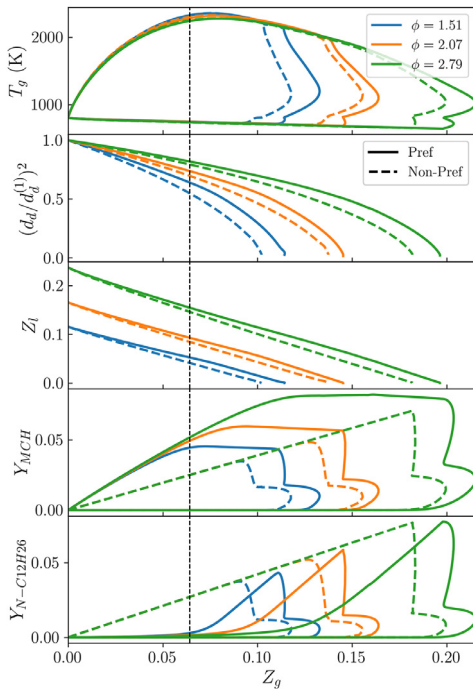 T_g (K)
2000
1000
ϕ = 1.51
ϕ = 2.07
ϕ = 2.79
(d_d/d_d^(1))^2
1.0
0.5
0.0
Pref
Non-Pref
Z_l
0.2
0.1
0.0
Y_MCH
0.05
0.00
Y_N−C12H26
0.05
0.00
0.00 0.05 0.10 0.15 0.20
Z_g